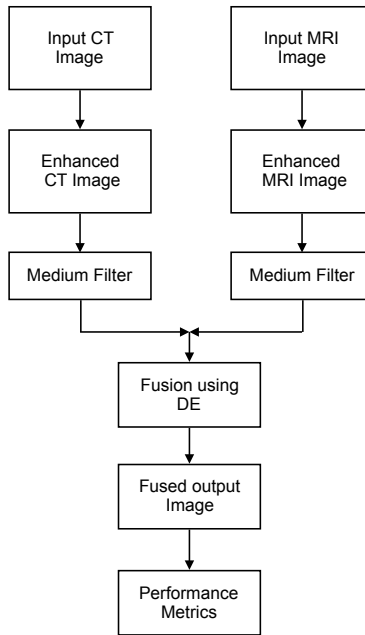 Input CT
Image
Input MRI
Image
Enhanced
CT Image
Enhanced
MRI Image
Medium Filter
Medium Filter
Fusion using
DE
Fused output
Image
Performance
Metrics